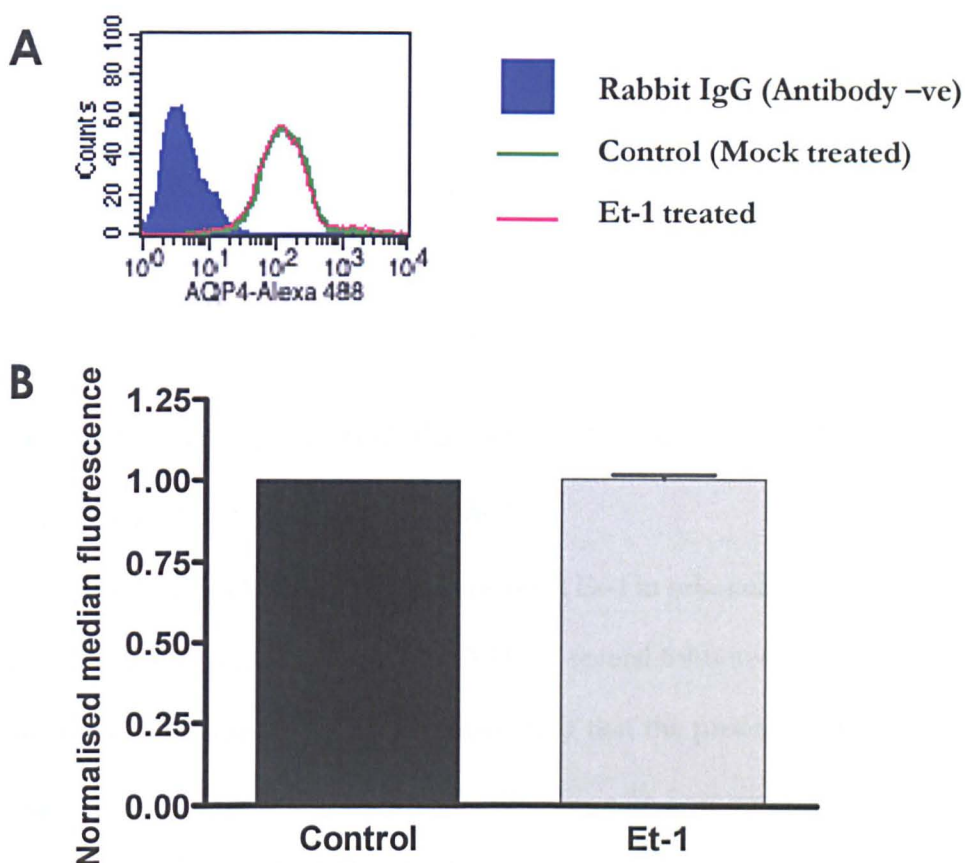 A
100
80
60
40
20
0
Counts
10^0 10^1 10^2 10^3 10^4
AQP4-Alexa 488
Rabbit IgG (Antibody –ve)
Control (Mock treated)
Et-1 treated
B
Normalised median fluorescence
1.25
1.00
0.75
0.50
0.25
0.00
Control Et-1